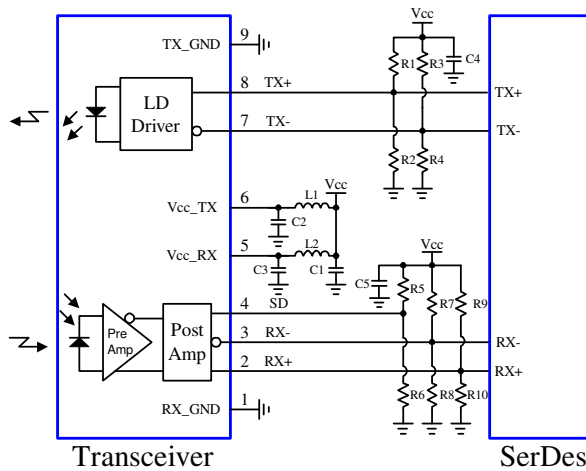 9
TX_GND
Vcc
R1
R3
C4
8
TX+
TX+
LD
Driver
7
TX-
TX-
R2
R4
Vcc
6
L1
Vcc_TX
C2
5
L2
Vcc_RX
C3
C1
Vcc
C5
R5
R7
R9
4
SD
Pre
Amp
Post
Amp
3
RX-
RX-
2
RX+
RX+
R6
R8
R10
1
RX_GND
Transceiver
SerDes